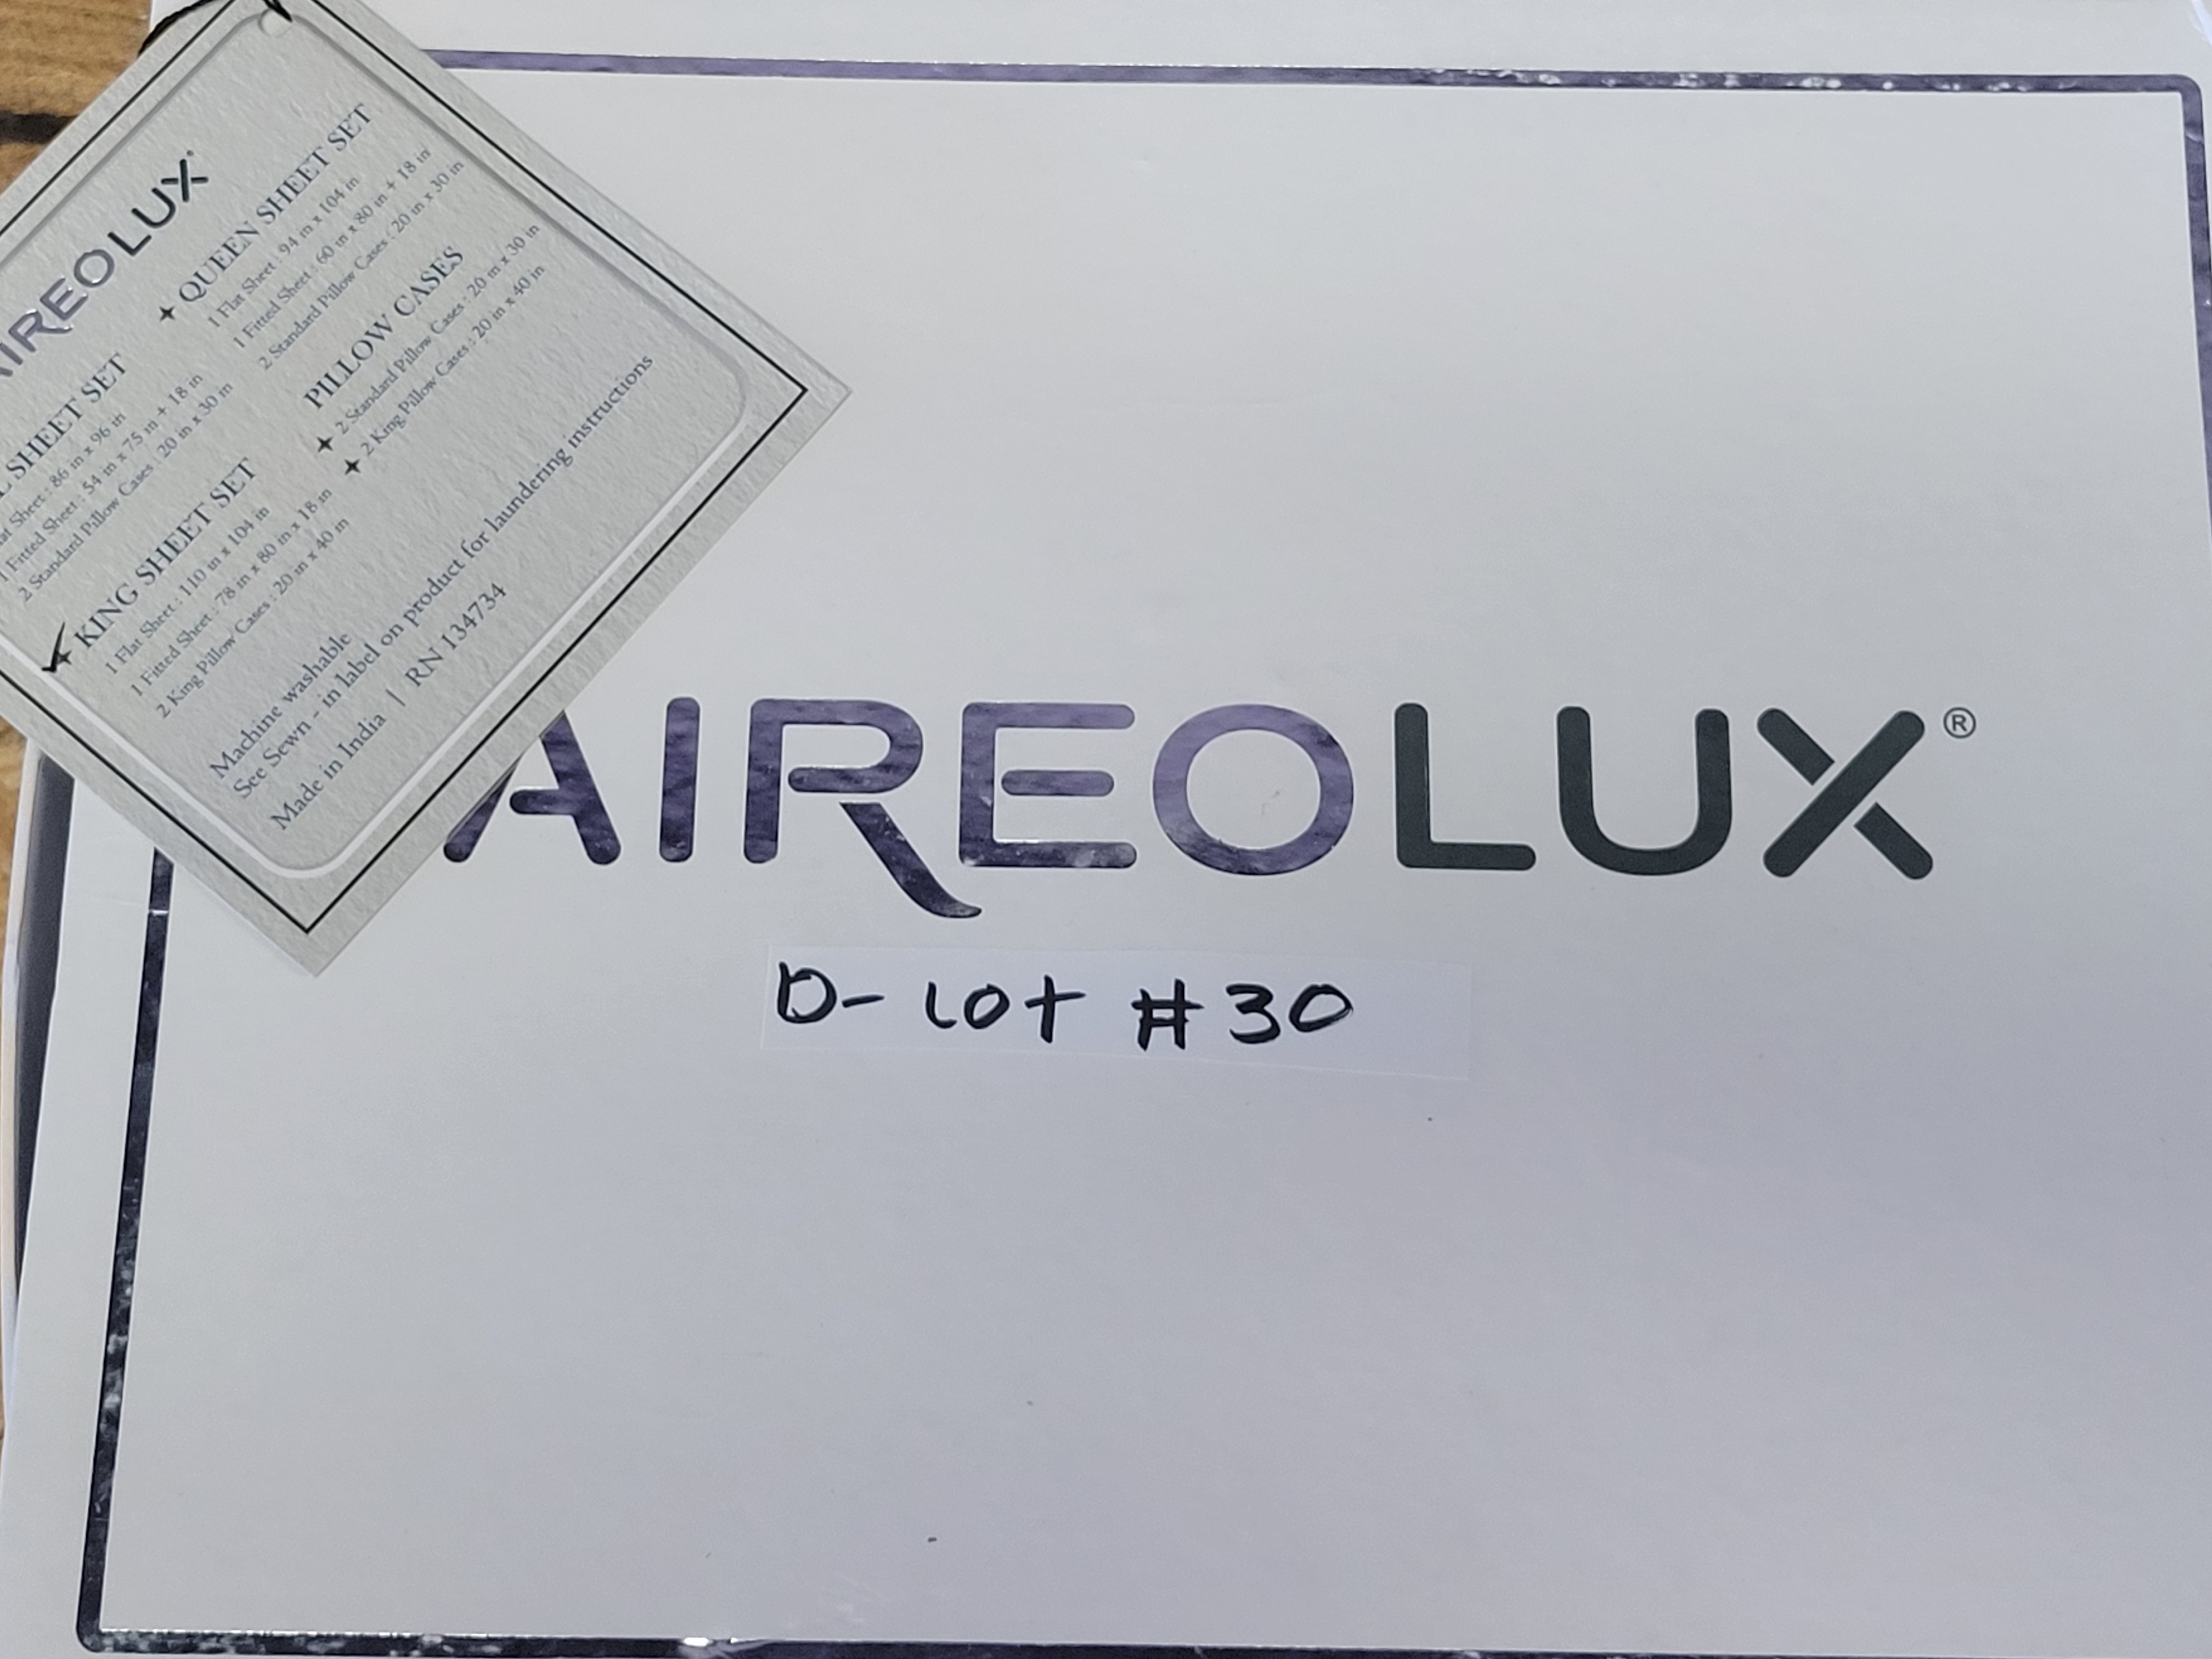 AIREOLUX
SHEET SET
Sheet : 86 in x 96 in
1 Fitted Sheet : 54 in x 75 in + 18 in
2 Standard Pillow Cases : 20 in x 30 in
QUEEN SHEET SET
1 Flat Sheet : 94 in x 104 in
1 Fitted Sheet : 60 in x 80 in + 18 in
2 Standard Pillow Cases : 20 in x 30 in
KING SHEET SET
1 Flat Sheet : 110 in x 104 in
1 Fitted Sheet : 78 in x 80 in x 18 in
2 King Pillow Cases : 20 in x 40 in
PILLOW CASES
2 Standard Pillow Cases : 20 in x 30 in
2 King Pillow Cases : 20 in x 40 in
Machine washable
See Sewn - in label on product for laundering instructions
Made in India | RN 134734
AIREOLUX®
D- LOT #30